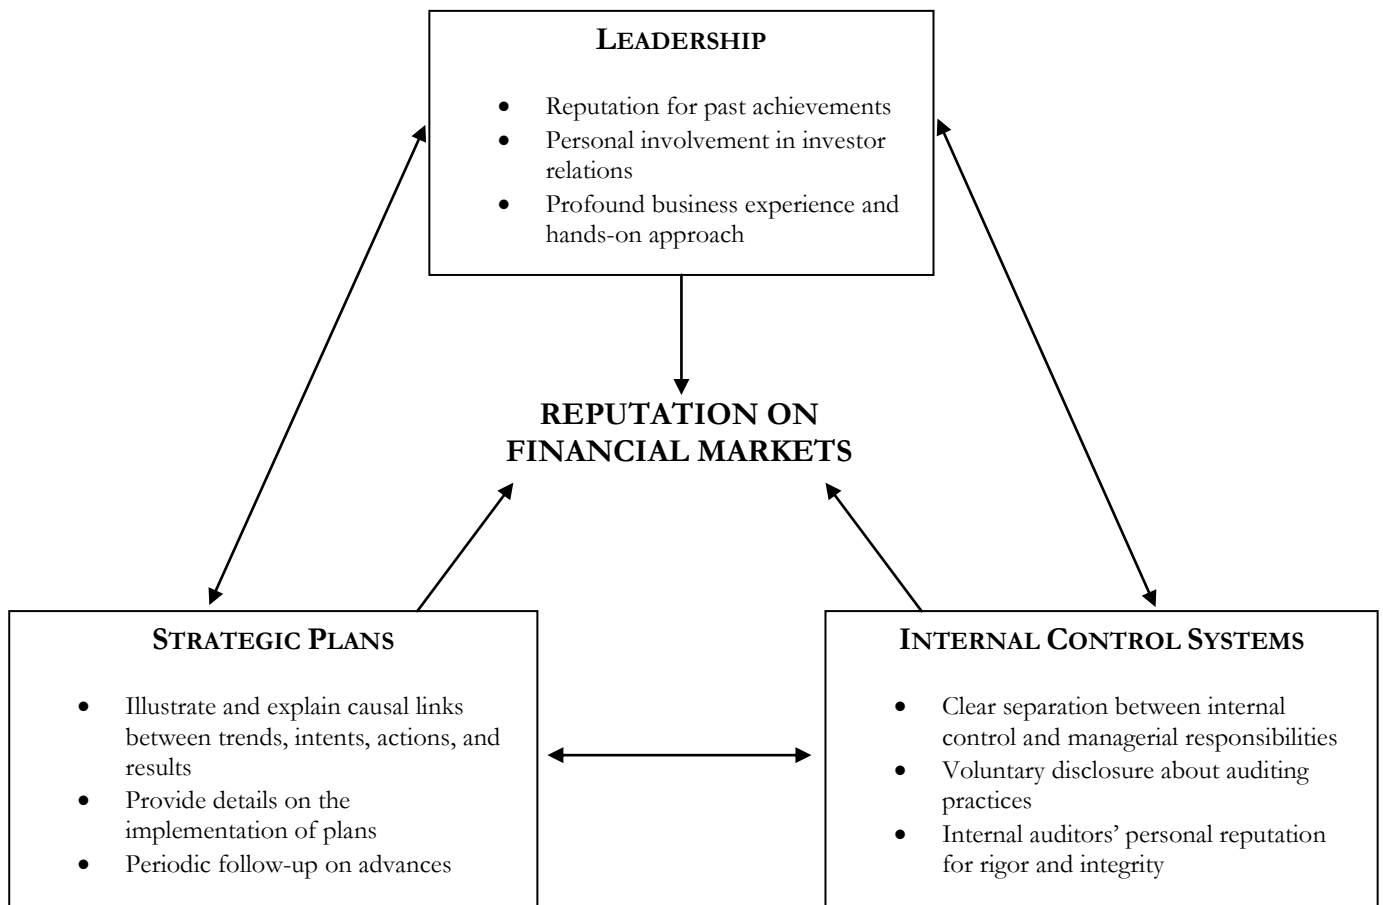 LEADERSHIP
• Reputation for past achievements
• Personal involvement in investor
relations
• Profound business experience and
hands-on approach
REPUTATION ON
FINANCIAL MARKETS
STRATEGIC PLANS
• Illustrate and explain causal links
between trends, intents, actions, and
results
• Provide details on the
implementation of plans
• Periodic follow-up on advances
INTERNAL CONTROL SYSTEMS
• Clear separation between internal
control and managerial responsibilities
• Voluntary disclosure about auditing
practices
• Internal auditors’ personal reputation
for rigor and integrity